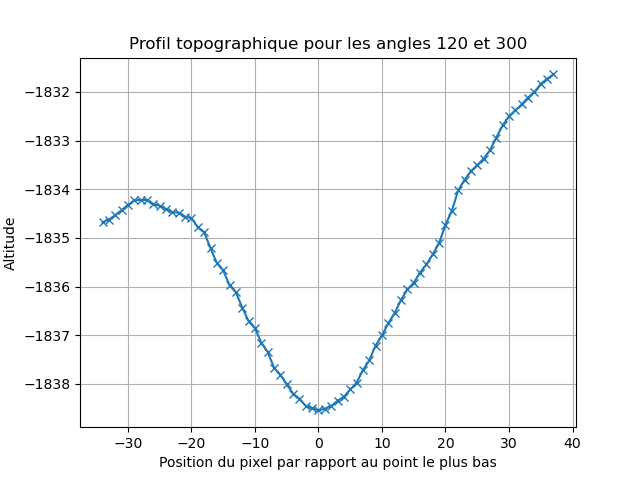 Profil topographique pour les angles 120 et 300
Altitude
−1832
−1833
−1834
−1835
−1836
−1837
−1838
−30 −20 −10 0 10 20 30 40
Position du pixel par rapport au point le plus bas